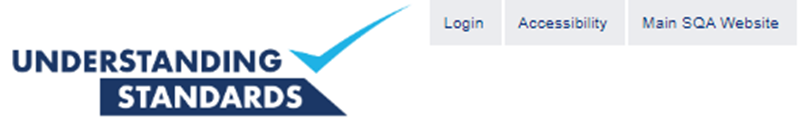 Login Accessibility Main SQA Website
UNDERSTANDING
STANDARDS